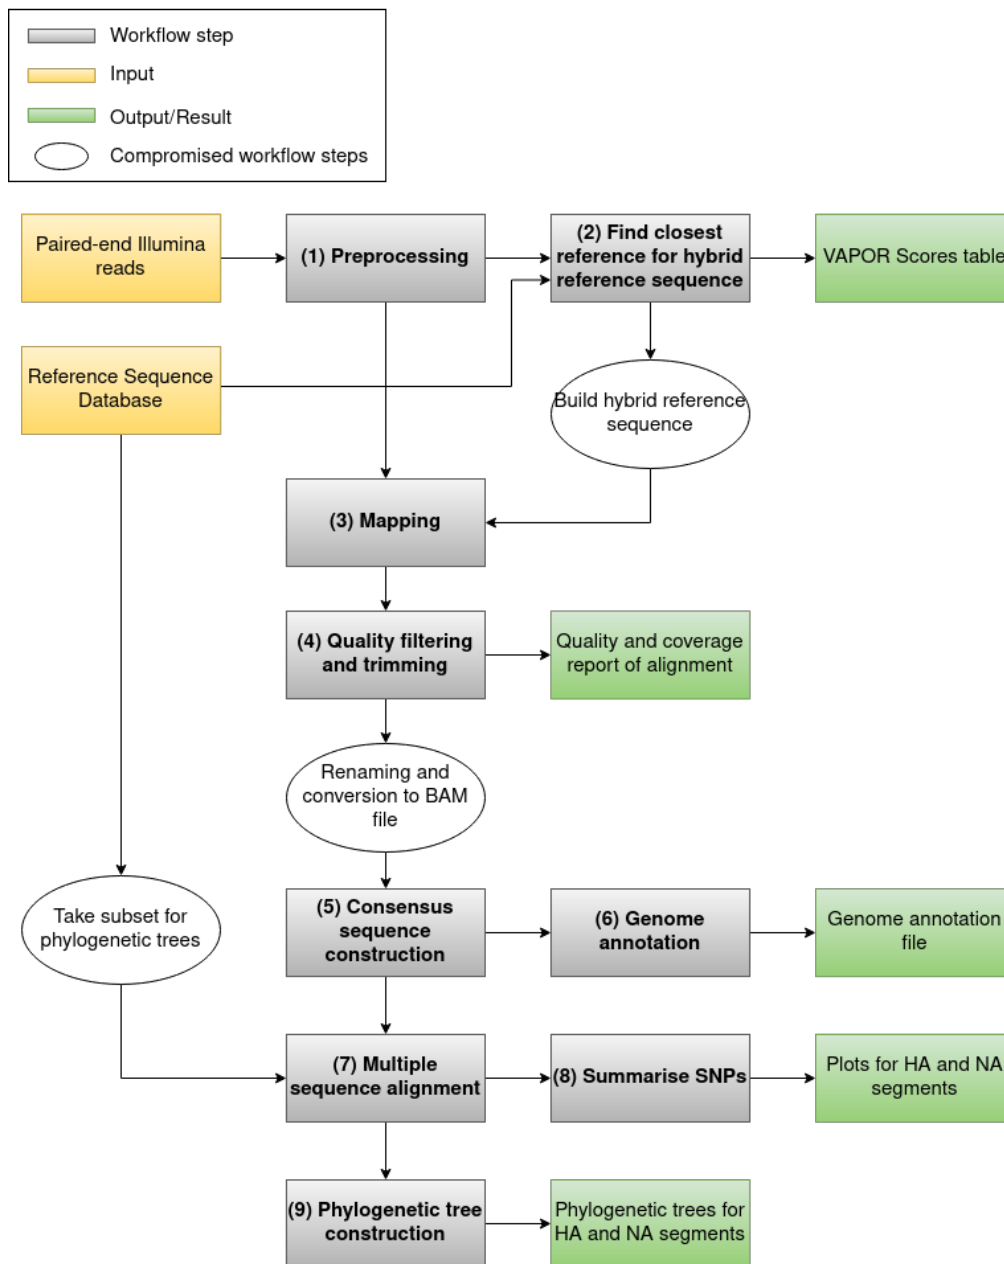 Workflow step
Input
Output/Result
Compromised workflow steps
Paired-end Illumina
reads
(1) Preprocessing
(2) Find closest
reference for hybrid
reference sequence
VAPOR Scores table
Reference Sequence
Database
Build hybrid reference
sequence
(3) Mapping
(4) Quality filtering
and trimming
Quality and coverage
report of alignment
Renaming and
conversion to BAM
file
Take subset for
phylogenetic trees
(5) Consensus
sequence
construction
(6) Genome
annotation
Genome annotation
file
(7) Multiple
sequence alignment
(8) Summarise SNPs
Plots for HA and NA
segments
(9) Phylogenetic tree
construction
Phylogenetic trees for
HA and NA segments